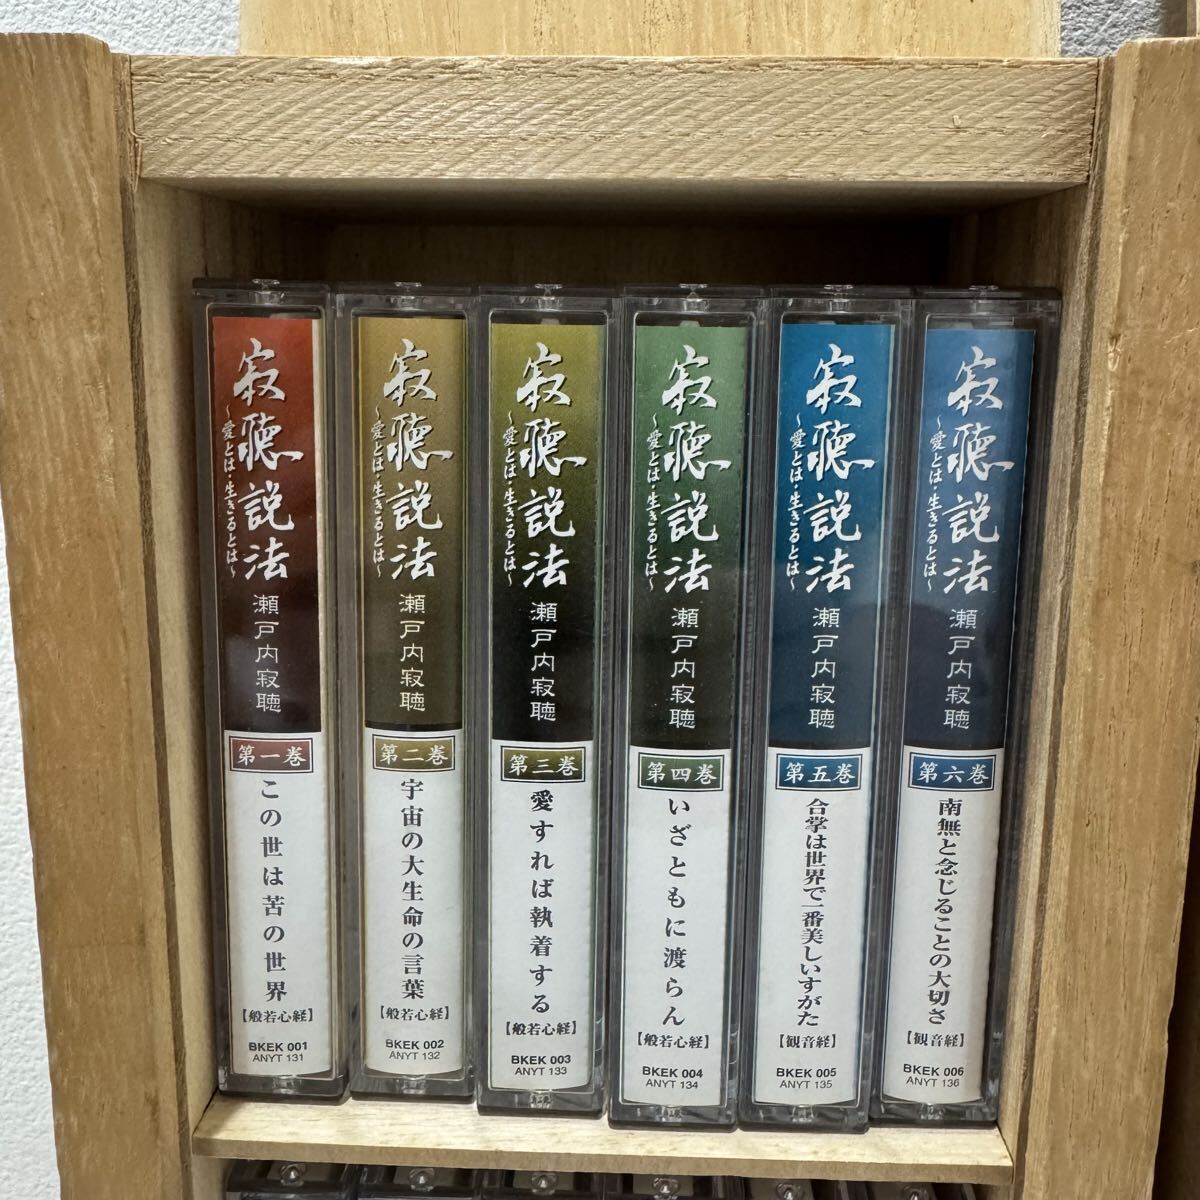 寂聴説法
～愛とは・生きるとは～
瀬戸内寂聴
第一巻
この世は苦の世界
【般若心経】
BKEK 001
ANYT 131
寂聴説法
～愛とは・生きるとは～
瀬戸内寂聴
第二巻
宇宙の大生命の言葉
【般若心経】
BKEK 002
ANYT 132
寂聴説法
～愛とは・生きるとは～
瀬戸内寂聴
第三巻
愛すれば執着する
【般若心経】
BKEK 003
ANYT 133
寂聴説法
～愛とは・生きるとは～
瀬戸内寂聴
第四巻
いざともに渡らん
【般若心経】
BKEK 004
ANYT 134
寂聴説法
～愛とは・生きるとは～
瀬戸内寂聴
第五巻
合掌は世界で一番美しいすがた
【観音経】
BKEK 005
ANYT 135
寂聴説法
～愛とは・生きるとは～
瀬戸内寂聴
第六巻
南無と念じることの大切さ
【観音経】
BKEK 006
ANYT 136